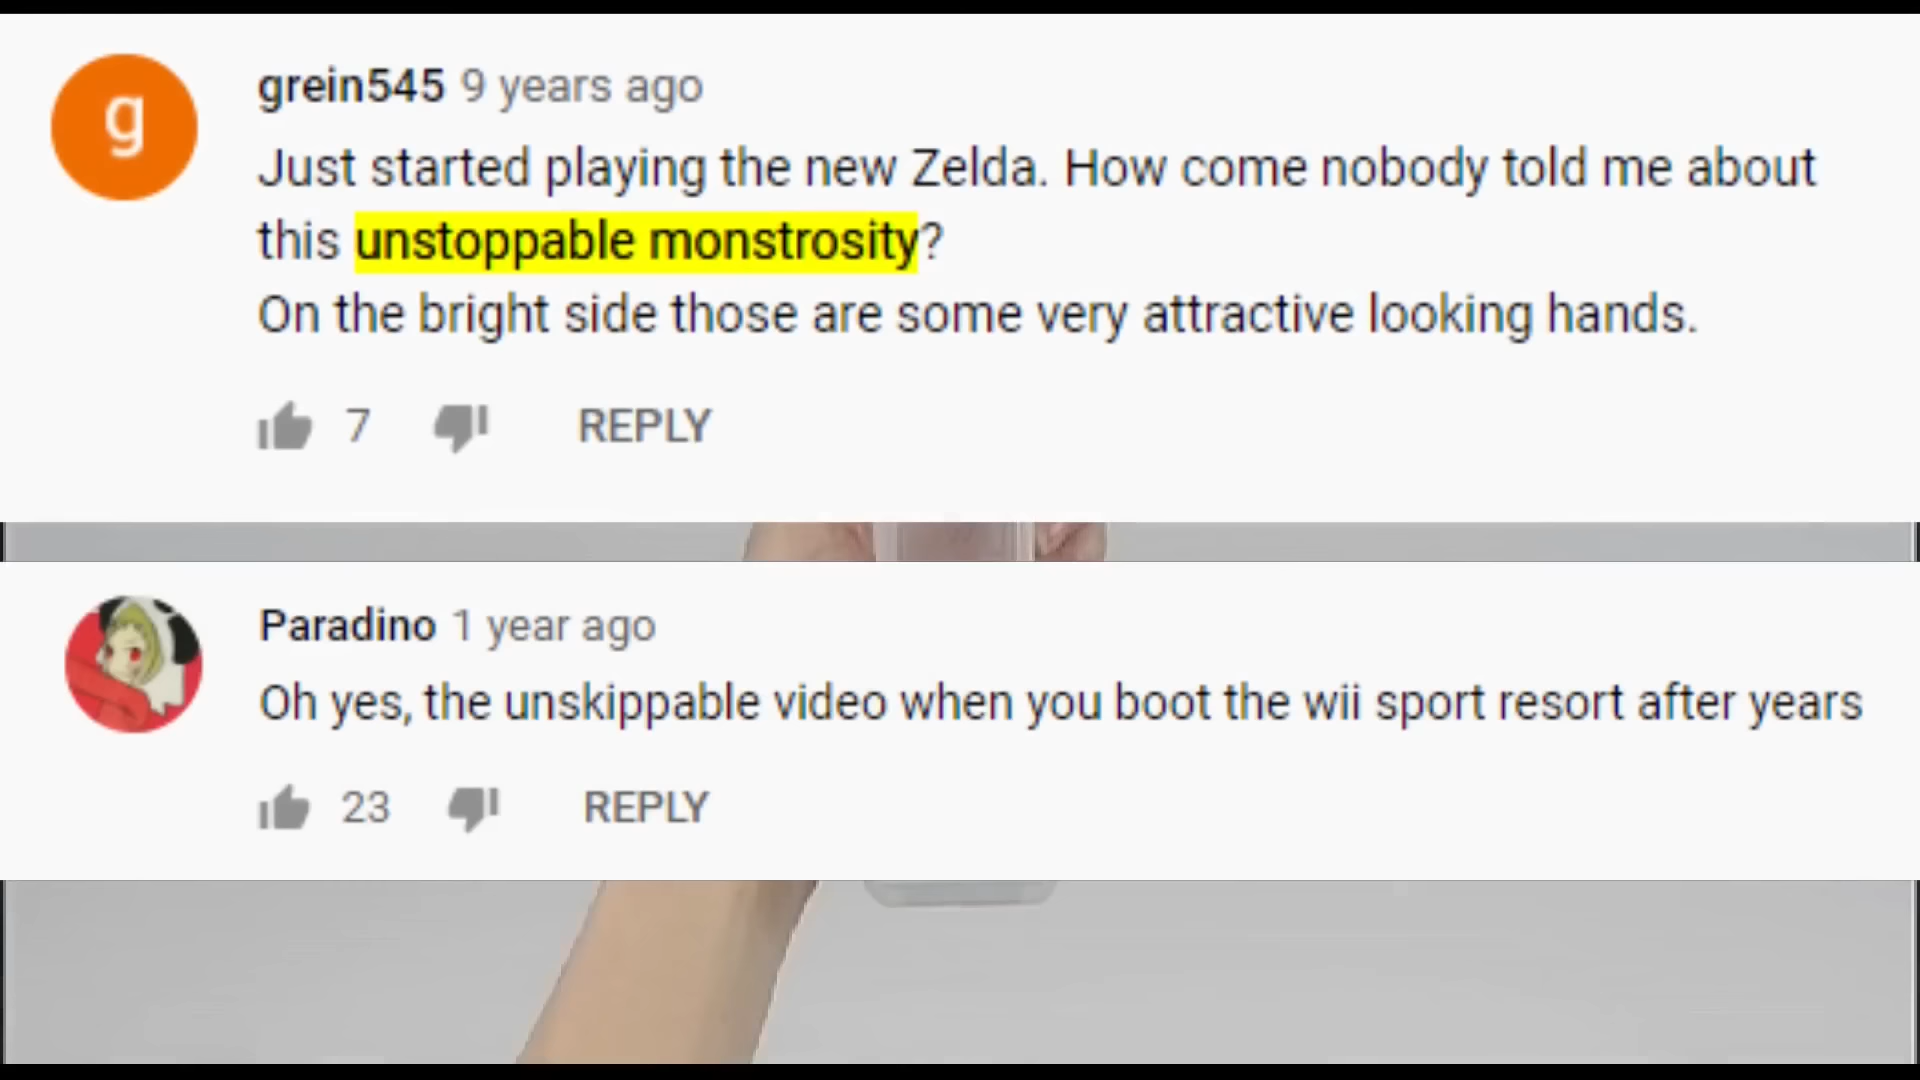 g
grein545 9 years ago
Just started playing the new Zelda. How come nobody told me about
this unstoppable monstrosity?
On the bright side those are some very attractive looking hands.
7 REPLY
Paradino 1 year ago
Oh yes, the unskippable video when you boot the wii sport resort after years
23 REPLY